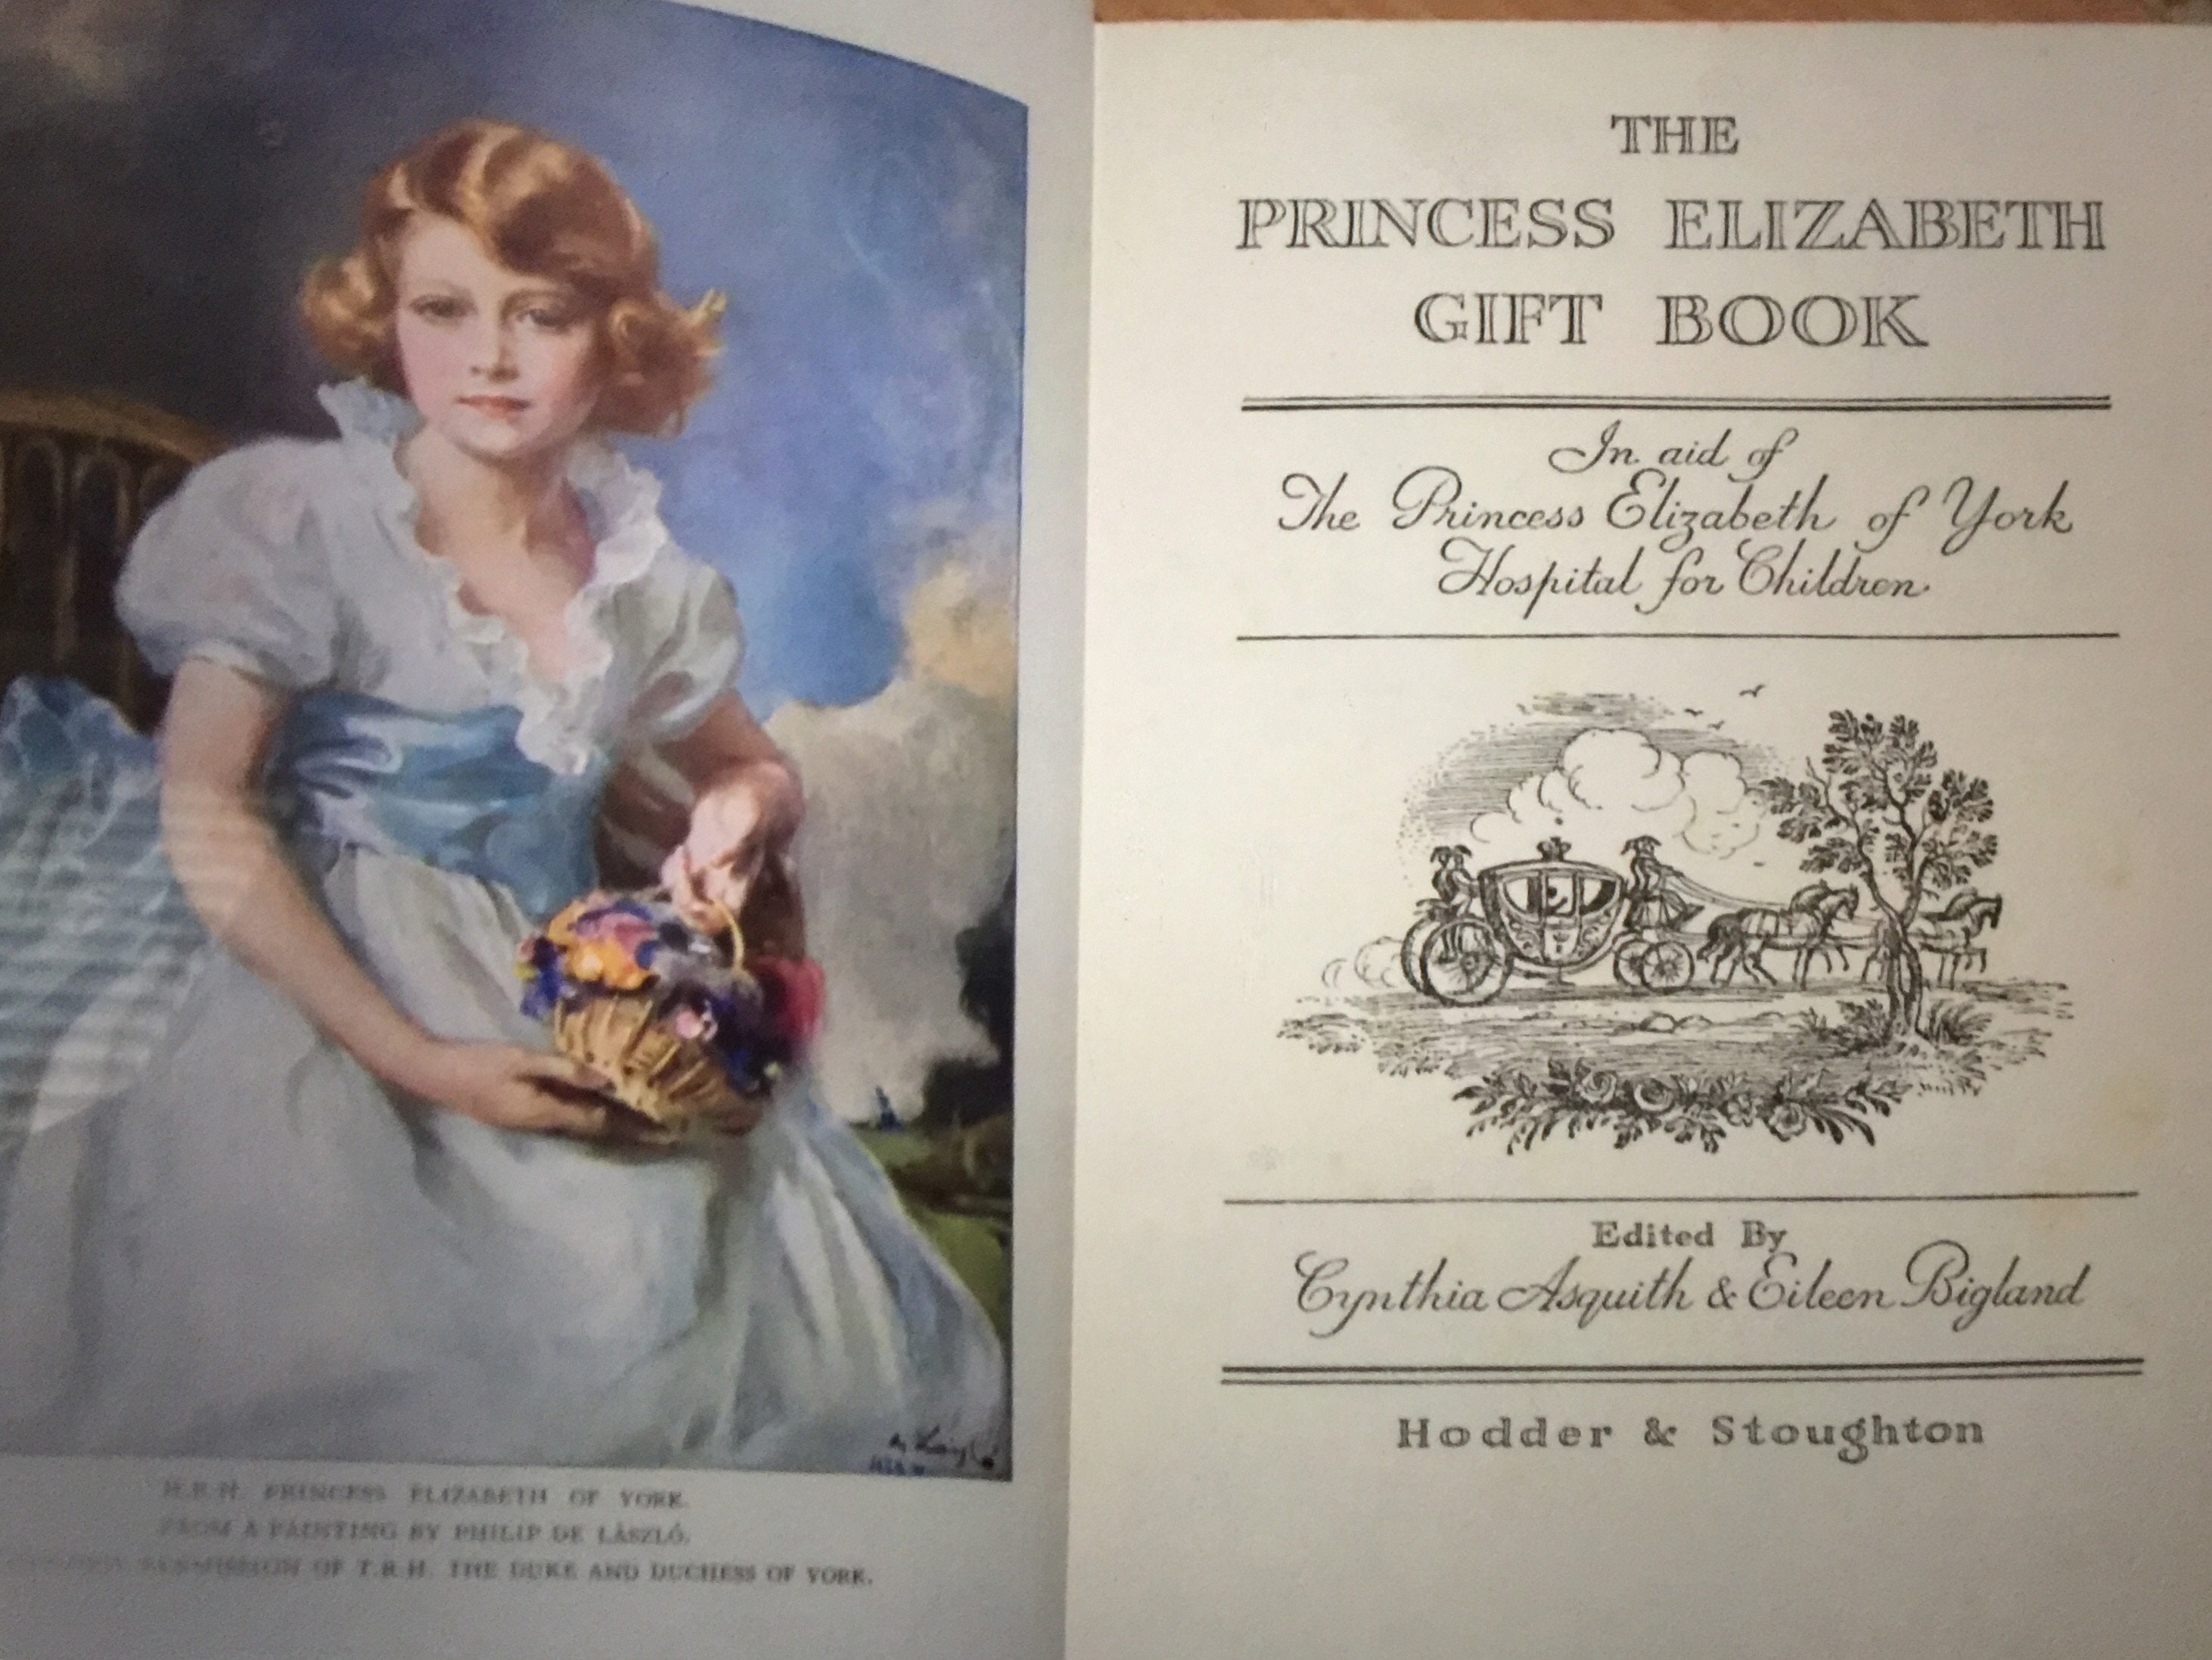 H.R.H. PRINCESS ELIZABETH OF YORK.
FROM A PAINTING BY PHILIP DE LÀSZLÓ.
PERMISSION OF T.R.H. THE DUKE AND DUCHESS OF YORK.
THE
PRINCESS ELIZABETH
GIFT BOOK
In aid of
The Princess Elizabeth of York
Hospital for Children
Edited By
Cynthia Asquith & Eileen Bigland
Hodder & Stoughton